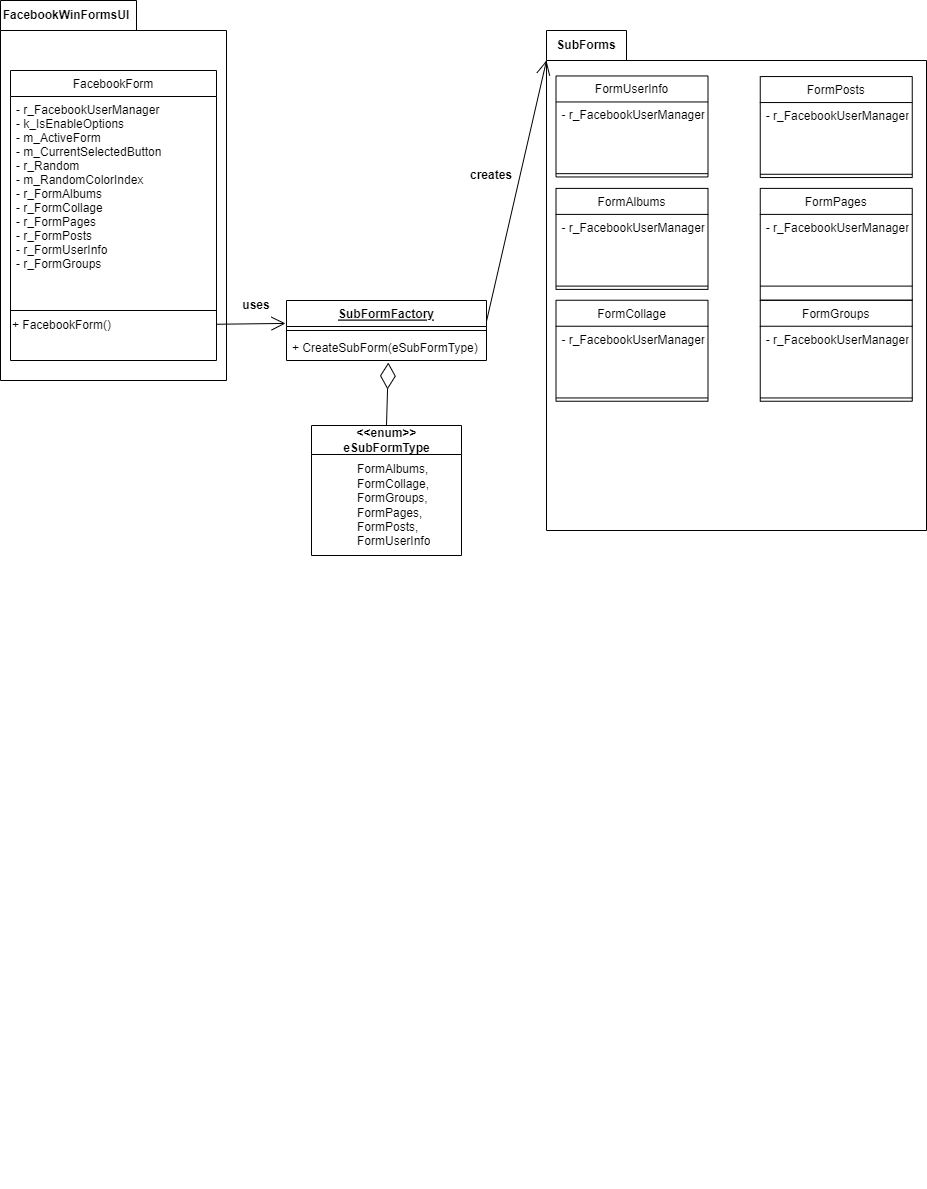 FacebookWinFormsUI
FacebookForm
- r_FacebookUserManager
- k_IsEnableOptions
- m_ActiveForm
- m_CurrentSelectedButton
- r_Random
- m_RandomColorIndex
- r_FormAlbums
- r_FormCollage
- r_FormPages
- r_FormPosts
- r_FormUserInfo
- r_FormGroups
+ FacebookForm()
uses
SubFormFactory
+ CreateSubForm(eSubFormType)
<<enum>>
eSubFormType
FormAlbums,
FormCollage,
FormGroups,
FormPages,
FormPosts,
FormUserInfo
creates
SubForms
FormUserInfo
- r_FacebookUserManager
FormPosts
- r_FacebookUserManager
FormAlbums
- r_FacebookUserManager
FormPages
- r_FacebookUserManager
FormCollage
- r_FacebookUserManager
FormGroups
- r_FacebookUserManager